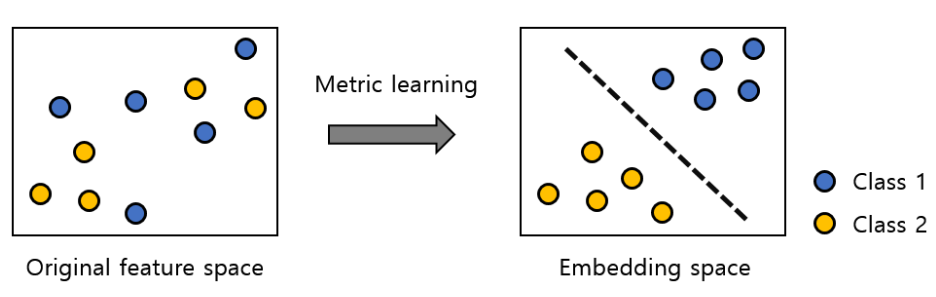 Metric learning
Class 1
Class 2
Original feature space
Embedding space